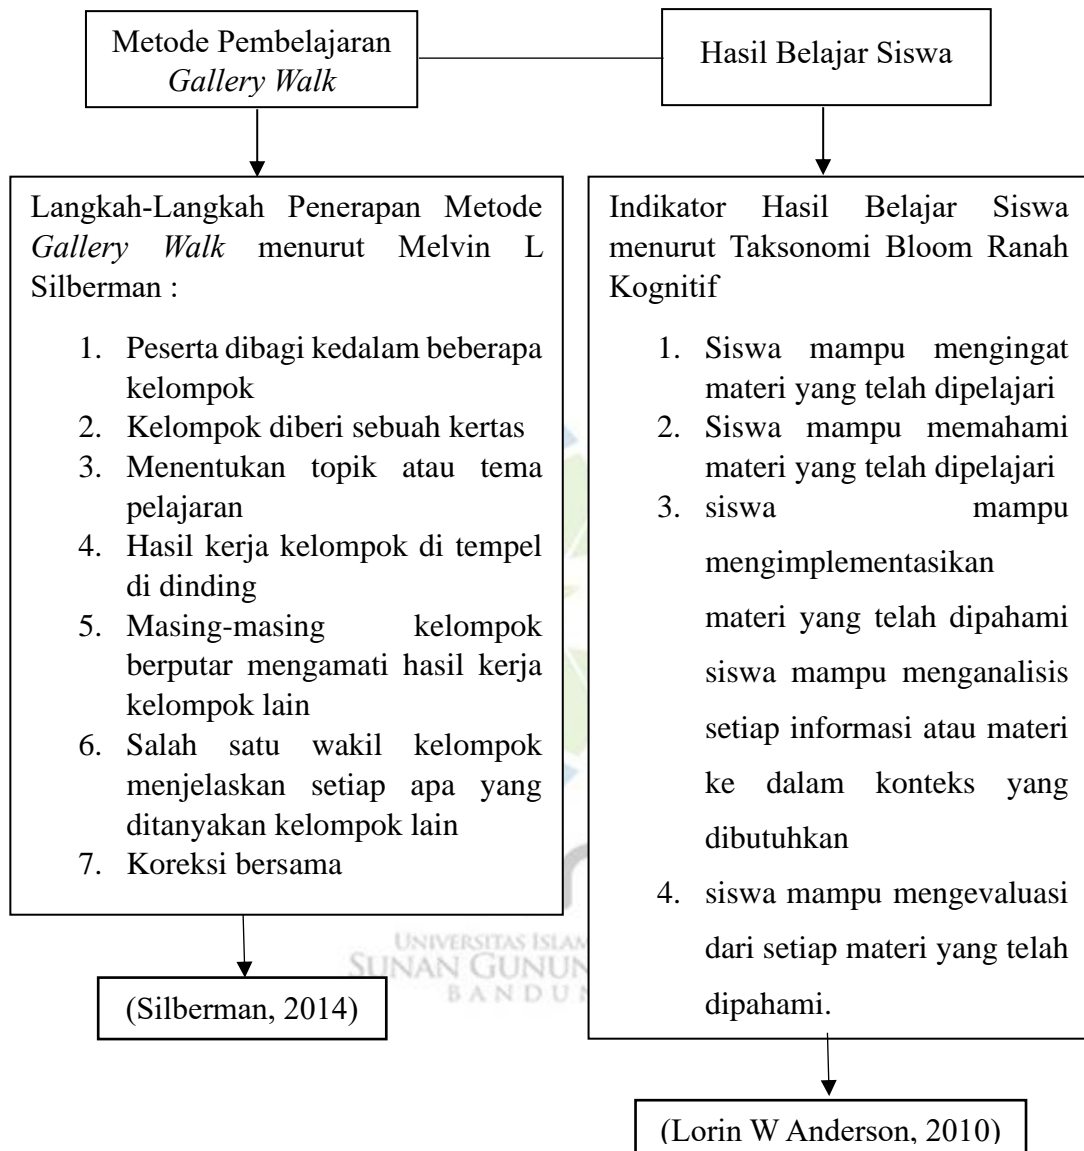 Metode Pembelajaran
Gallery Walk
Hasil Belajar Siswa
Langkah-Langkah Penerapan Metode
Gallery Walk menurut Melvin L
Silberman :
1. Peserta dibagi kedalam beberapa
kelompok
2. Kelompok diberi sebuah kertas
3. Menentukan topik atau tema
pelajaran
4. Hasil kerja kelompok di tempel
di dinding
5. Masing-masing kelompok
berputar mengamati hasil kerja
kelompok lain
6. Salah satu wakil kelompok
menjelaskan setiap apa yang
ditanyakan kelompok lain
7. Koreksi bersama
(Silberman, 2014)
Indikator Hasil Belajar Siswa
menurut Taksonomi Bloom Ranah
Kognitif
1. Siswa mampu mengingat
materi yang telah dipelajari
2. Siswa mampu memahami
materi yang telah dipelajari
3. siswa mampu
mengimplementasikan
materi yang telah dipahami
siswa mampu menganalisis
setiap informasi atau materi
ke dalam konteks yang
dibutuhkan
4. siswa mampu mengevaluasi
dari setiap materi yang telah
dipahami.
(Lorin W Anderson, 2010)
UNIVERSITAS
SUNAN